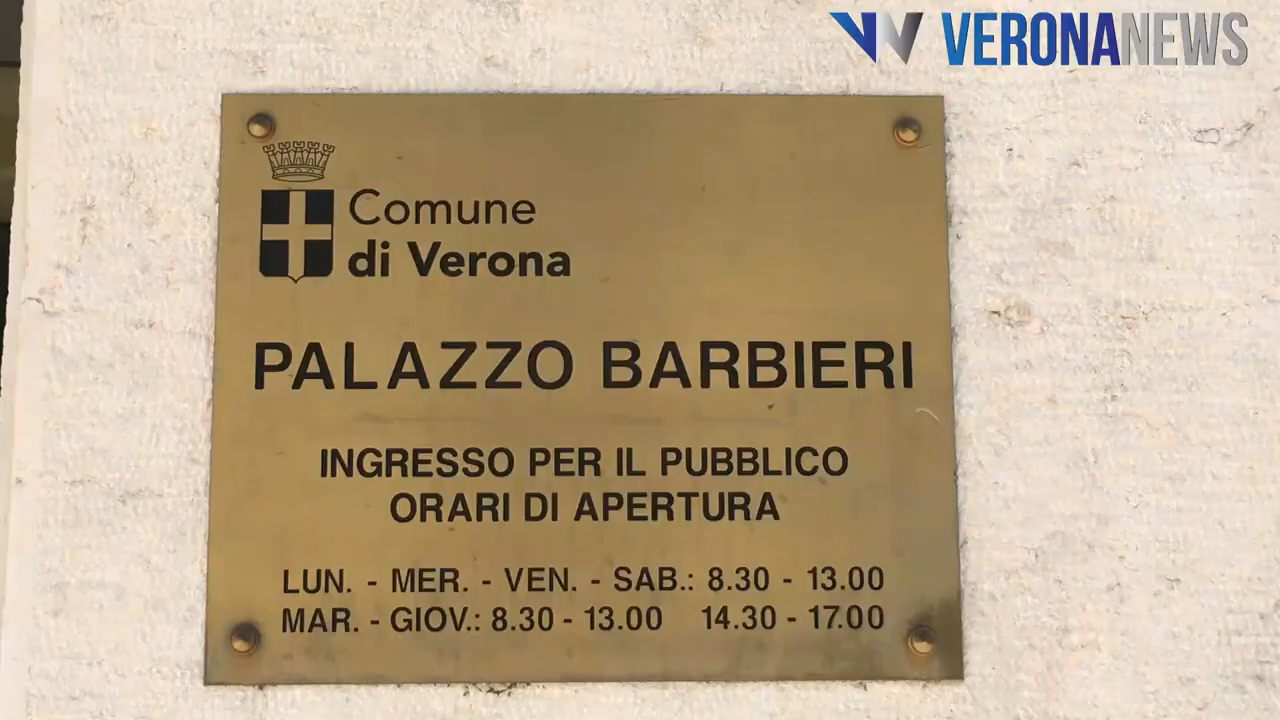 VERONANEWS
Comune
di Verona
PALAZZO BARBIERI
INGRESSO PER IL PUBBLICO
ORARI DI APERTURA
LUN. - MER. - VEN. - SAB.: 8.30 - 13.00
MAR. - GIOV.: 8.30 - 13.00 14.30 - 17.00